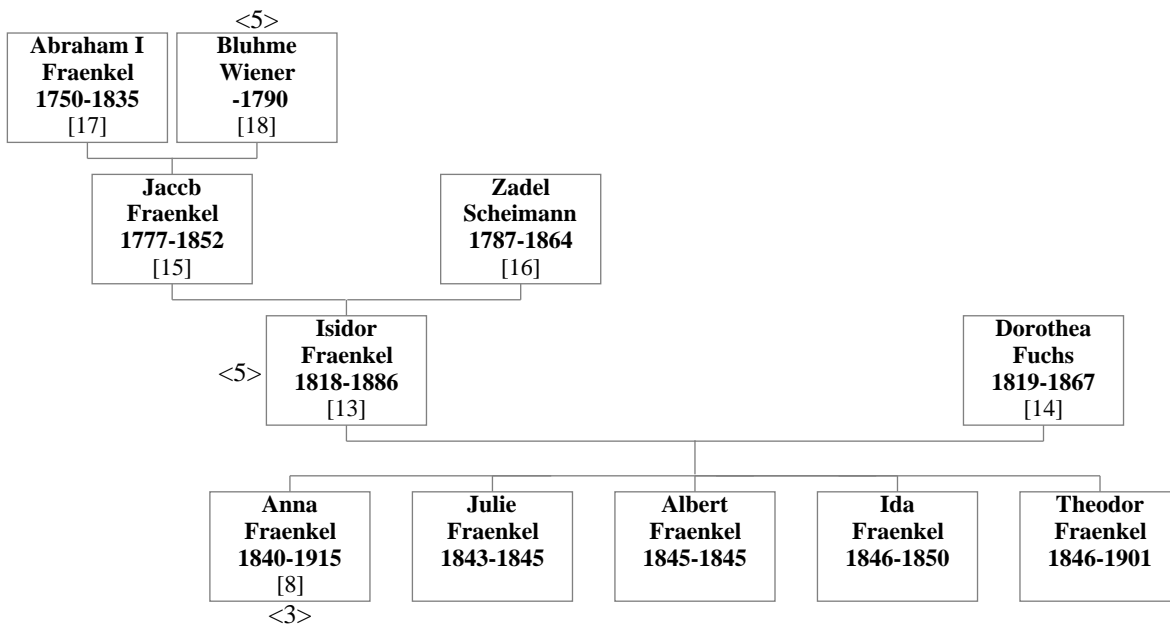 <5>
Abraham I
Fraenkel
1750-1835
[17]
Bluhme
Wiener
-1790
[18]
Jaccb
Fraenkel
1777-1852
[15]
Zadel
Scheimann
1787-1864
[16]
<5>
Isidor
Fraenkel
1818-1886
[13]
Dorothea
Fuchs
1819-1867
[14]
Anna
Fraenkel
1840-1915
[8]
<3>
Julie
Fraenkel
1843-1845
Albert
Fraenkel
1845-1845
Ida
Fraenkel
1846-1850
Theodor
Fraenkel
1846-1901